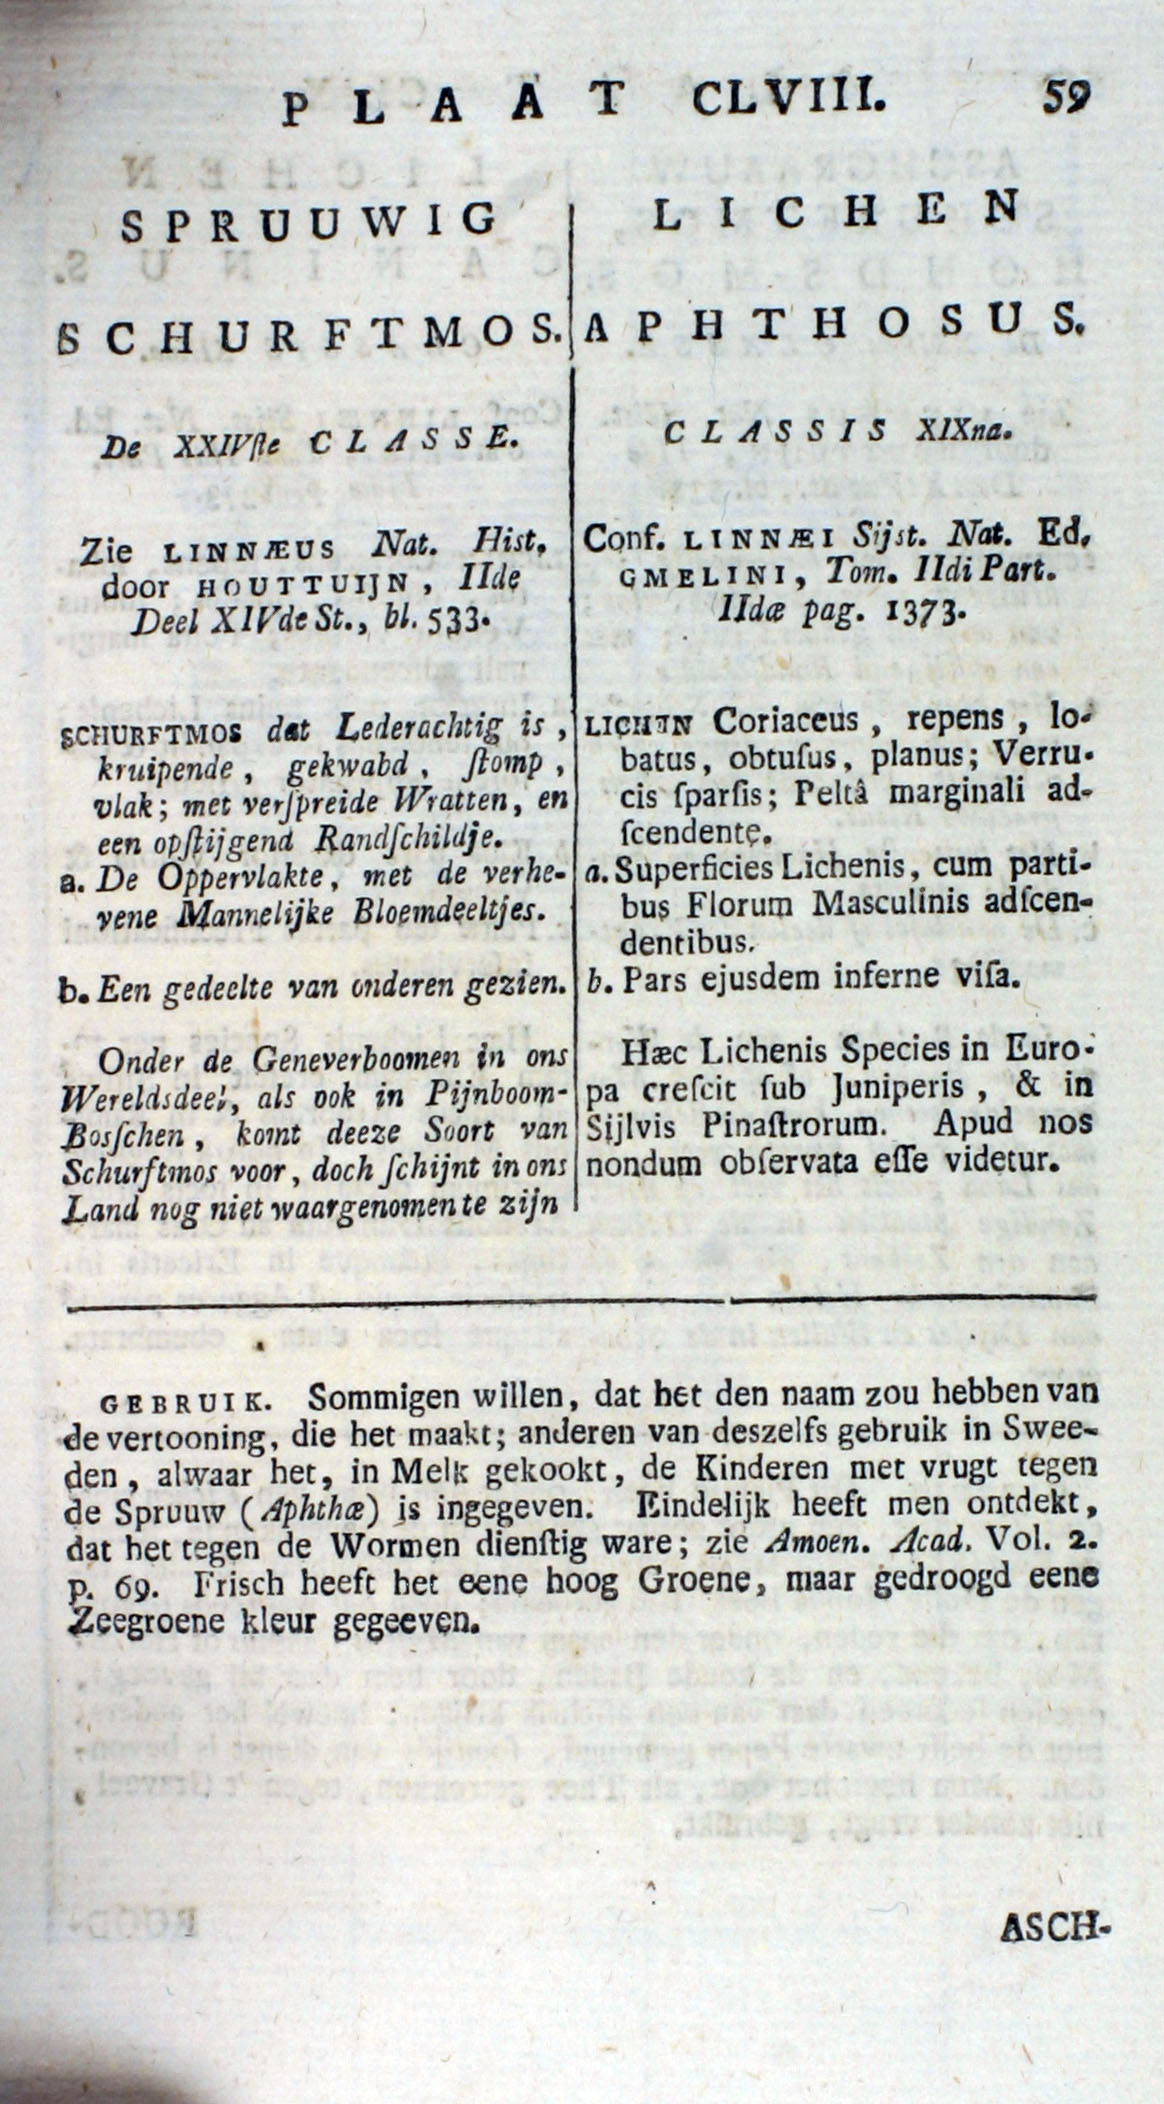 PLAAT CLVIII. 59
SPRUUWIG
SCHURFTMOS.
De XXIVſte CLASSE.
Zie LINNÆUS Nat. Hist.
door HOUTTUIJN, IIde
Deel XIVde St., bl. 533.
SCHURFTMOS dat Lederachtig is,
kruipende, gekwabd, ſtomp,
vlak; met verſpreide Wratten, en
een opſtijgend Randſchildje.
a. De Oppervlakte, met de verhe-
vene Mannelijke Bloemdeeltjes.
b. Een gedeelte van onderen gezien.
Onder de Geneverboomen in ons
Wereldsdeel, als ook in Pijnboom-
Bosſchen, komt deeze Soort van
Schurftmos voor, doch ſchijnt in ons
Land nog niet waargenomen te zijn
LICHEN
APHTHOSUS.
CLASSIS XIXna.
Conf. LINNÆI Sijst. Nat. Ed.
GMELINI, Tom. IIdi Part.
IIdæ pag. 1373.
LICHEN Coriaceus, repens, lo-
batus, obtuſus, planus; Verru-
cis ſparſis; Peltâ marginali ad-
ſcendente.
a. Superficies Lichenis, cum parti-
bus Florum Masculinis adſcen-
dentibus.
b. Pars ejusdem inferne viſa.
Hæc Lichenis Species in Euro-
pa creſcit ſub Juniperis, & in
Sijlvis Pinaſtrorum. Apud nos
nondum obſervata eſſe videtur.
GEBRUIK. Sommigen willen, dat het den naam zou hebben van
de vertooning, die het maakt; anderen van deszelfs gebruik in Swee-
den, alwaar het, in Melk gekookt, de Kinderen met vrugt tegen
de Spruuw (Aphthæ) is ingegeven. Eindelijk heeft men ontdekt,
dat het tegen de Wormen dienſtig ware; zie Amoen. Acad. Vol. 2.
p. 69. Frisch heeft het eene hoog Groene, maar gedroogd eene
Zeegroene kleur gegeeven.
ASCH-